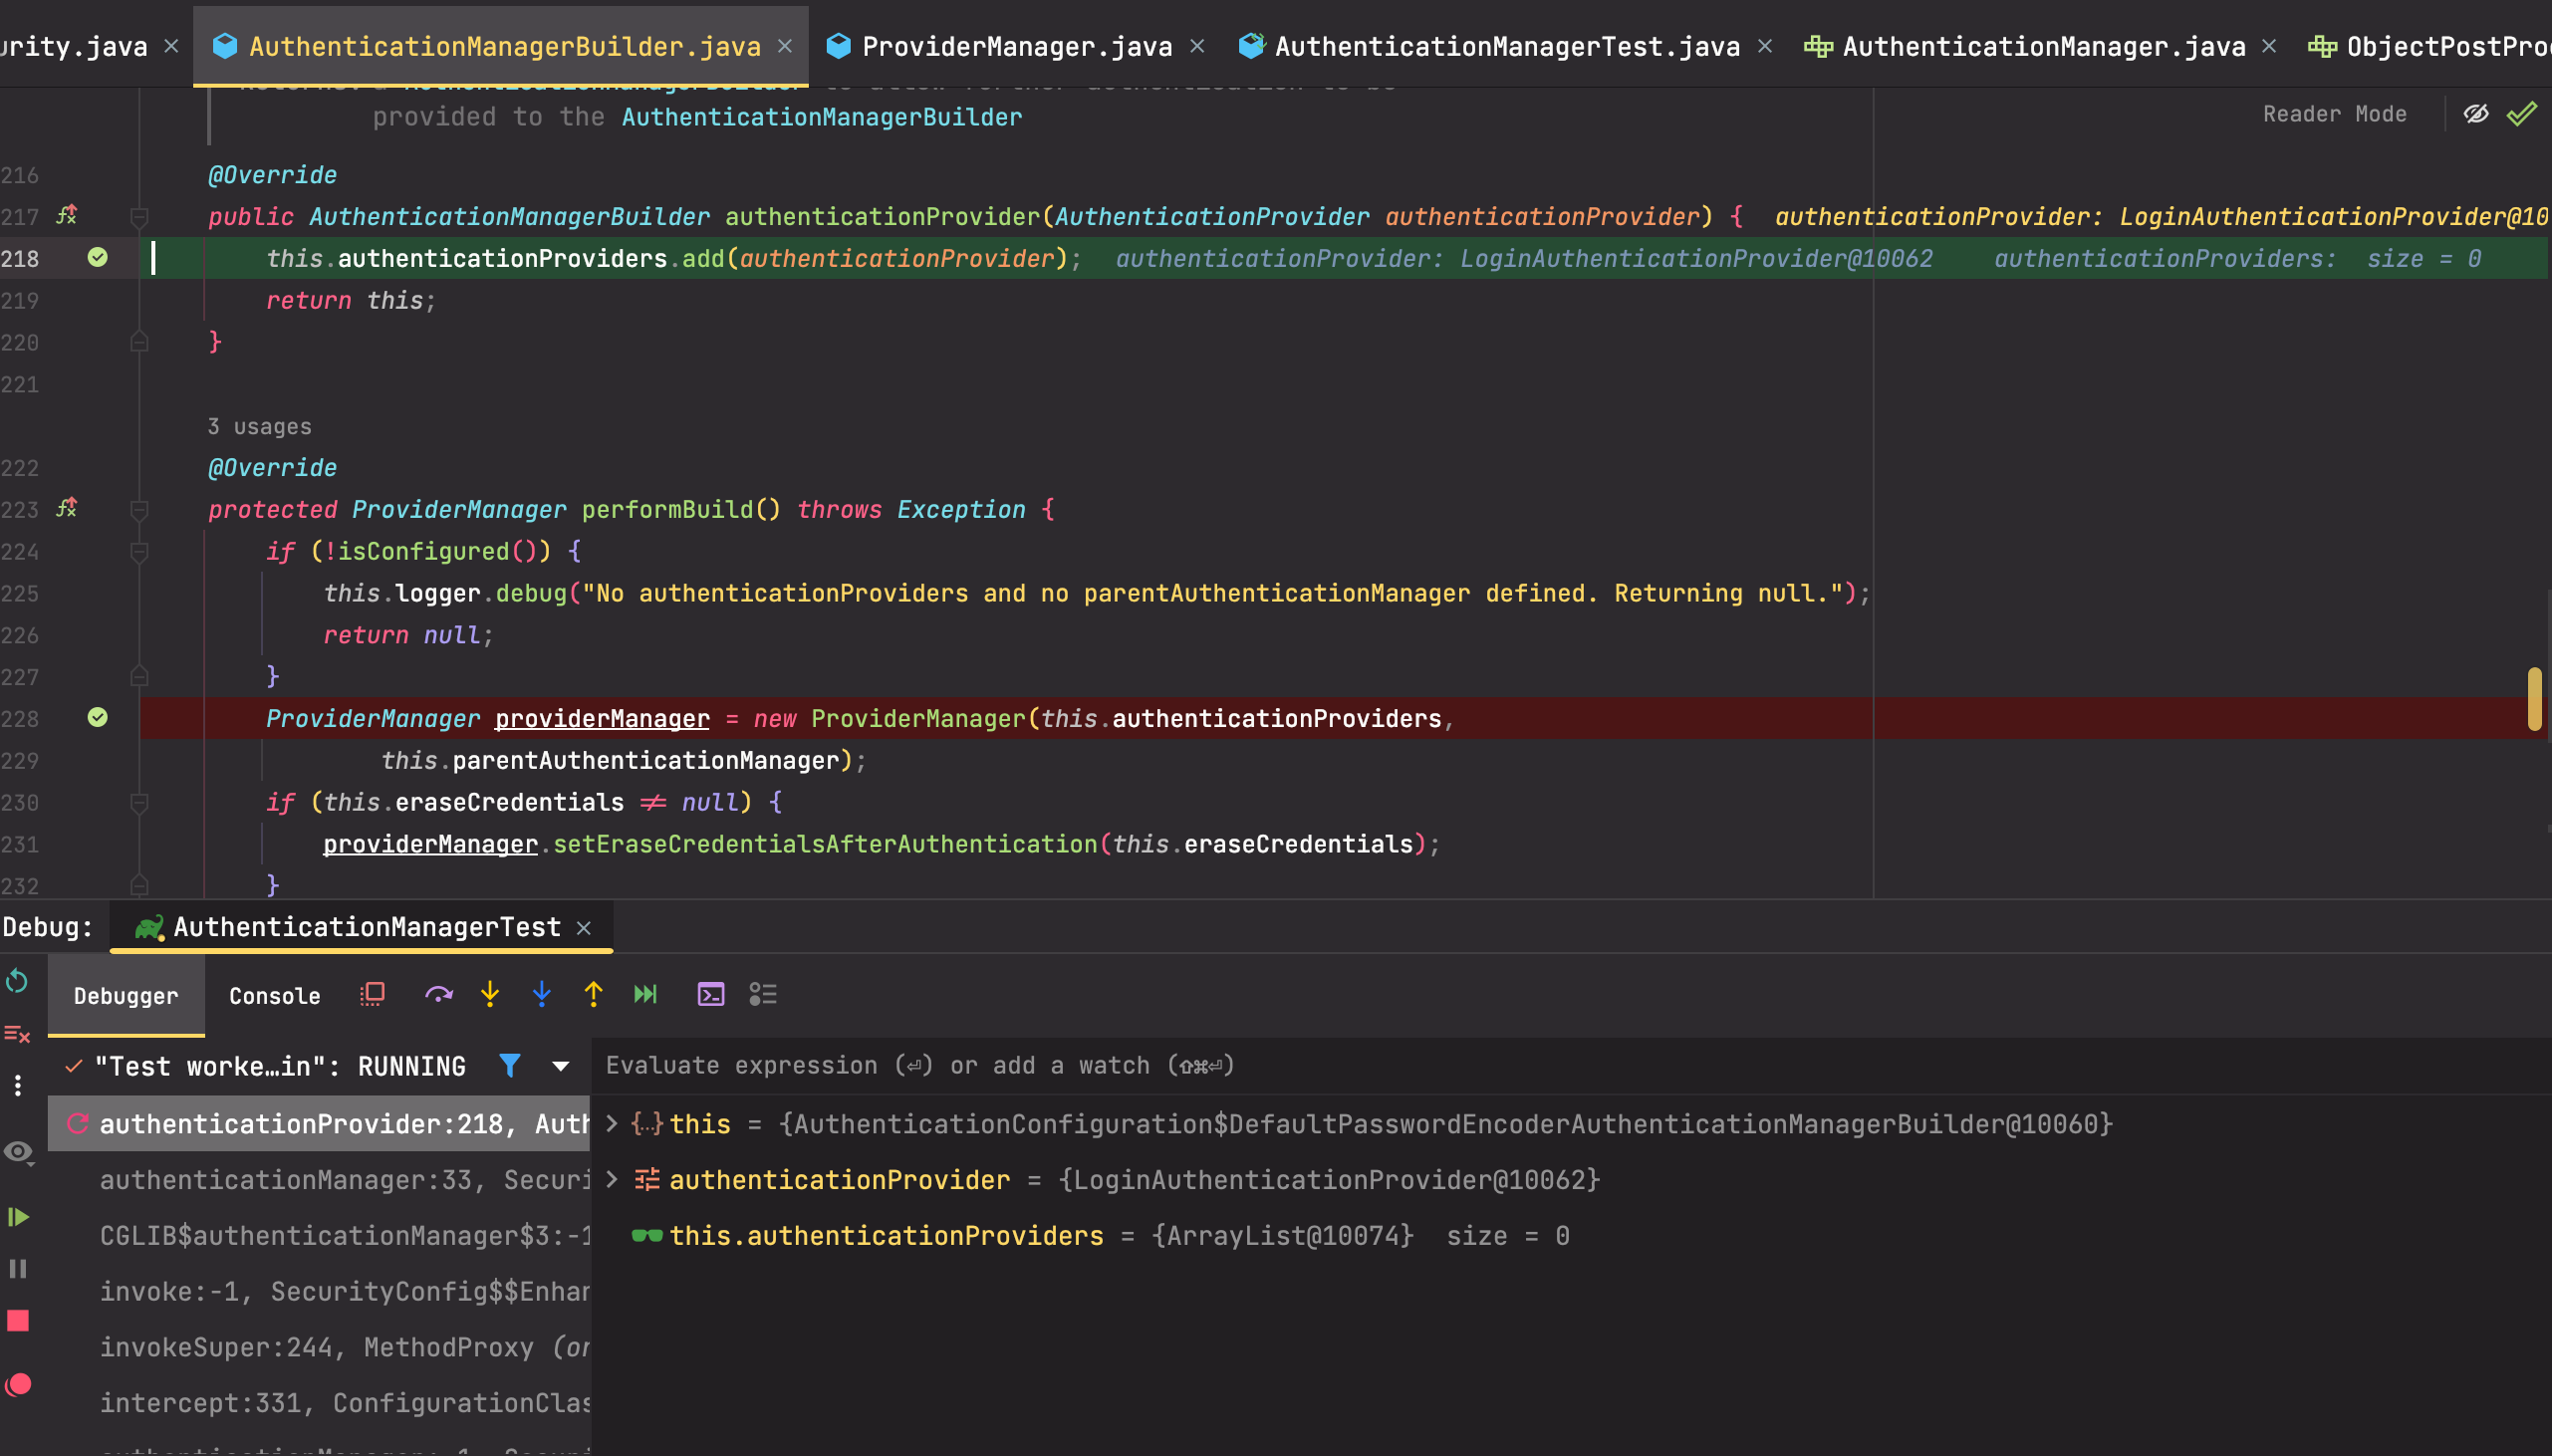 urity.java
AuthenticationManagerBuilder.java
ProviderManager.java
AuthenticationManagerTest.java
AuthenticationManager.java
ObjectPostPro
provided to the AuthenticationManagerBuilder
Reader Mode
216 @Override
217 public AuthenticationManagerBuilder authenticationProvider(AuthenticationProvider authenticationProvider) { authenticationProvider: LoginAuthenticationProvider@10
218 this.authenticationProviders.add(authenticationProvider); authenticationProvider: LoginAuthenticationProvider@10062 authenticationProviders: size = 0
219 return this;
220 }
221
3 usages
222 @Override
223 protected ProviderManager performBuild() throws Exception {
224 if (!isConfigured()) {
225 this.logger.debug("No authenticationProviders and no parentAuthenticationManager defined. Returning null.");
226 return null;
227 }
228 ProviderManager providerManager = new ProviderManager(this.authenticationProviders,
229 this.parentAuthenticationManager);
230 if (this.eraseCredentials ≠ null) {
231 providerManager.setEraseCredentialsAfterAuthentication(this.eraseCredentials);
232 }
Debug: AuthenticationManagerTest
Debugger Console
"Test worke…in": RUNNING
Evaluate expression (⏎) or add a watch (⇧⌘⏎)
authenticationProvider:218, Auth
this = {AuthenticationConfiguration$DefaultPasswordEncoderAuthenticationManagerBuilder@10060}
authenticationManager:33, Securi
authenticationProvider = {LoginAuthenticationProvider@10062}
CGLIB$authenticationManager$3:-1
this.authenticationProviders = {ArrayList@10074} size = 0
invoke:-1, SecurityConfig$$Enhan
invokeSuper:244, MethodProxy (or
intercept:331, ConfigurationClas